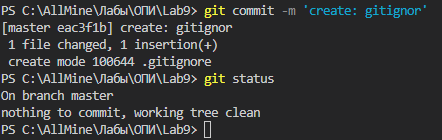 PS C:\AllMine\Лабы\ОПИ\Lab9> git commit -m 'create: gitignor'
[master eac3f1b] create: gitignor
 1 file changed, 1 insertion(+)
 create mode 100644 .gitignore
PS C:\AllMine\Лабы\ОПИ\Lab9> git status
On branch master
nothing to commit, working tree clean
PS C:\AllMine\Лабы\ОПИ\Lab9>